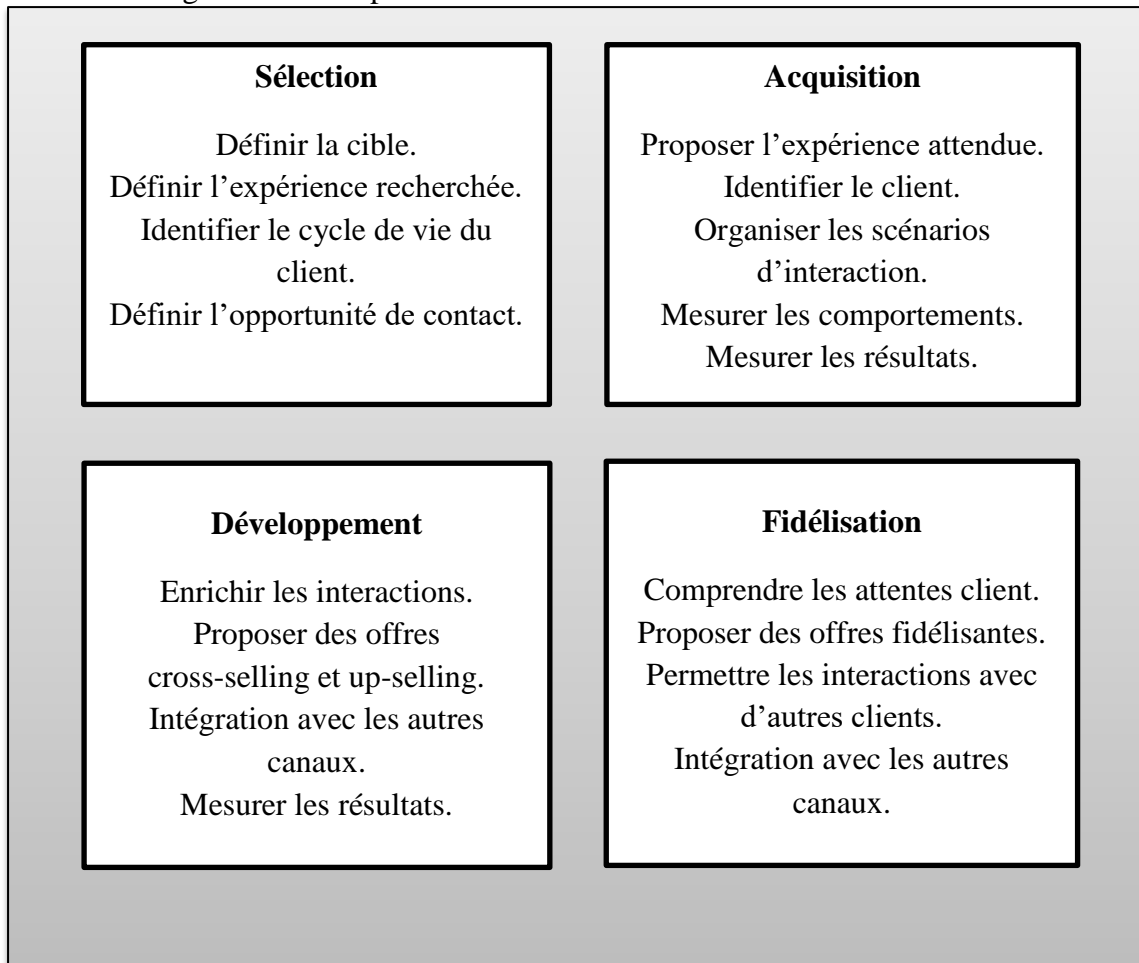 Sélection
Définir la cible.
Définir l’expérience recherchée.
Identifier le cycle de vie du
client.
Définir l’opportunité de contact.
Acquisition
Proposer l’expérience attendue.
Identifier le client.
Organiser les scénarios
d’interaction.
Mesurer les comportements.
Mesurer les résultats.
Développement
Enrichir les interactions.
Proposer des offres
cross-selling et up-selling.
Intégration avec les autres
canaux.
Mesurer les résultats.
Fidélisation
Comprendre les attentes client.
Proposer des offres fidélisantes.
Permettre les interactions avec
d’autres clients.
Intégration avec les autres
canaux.